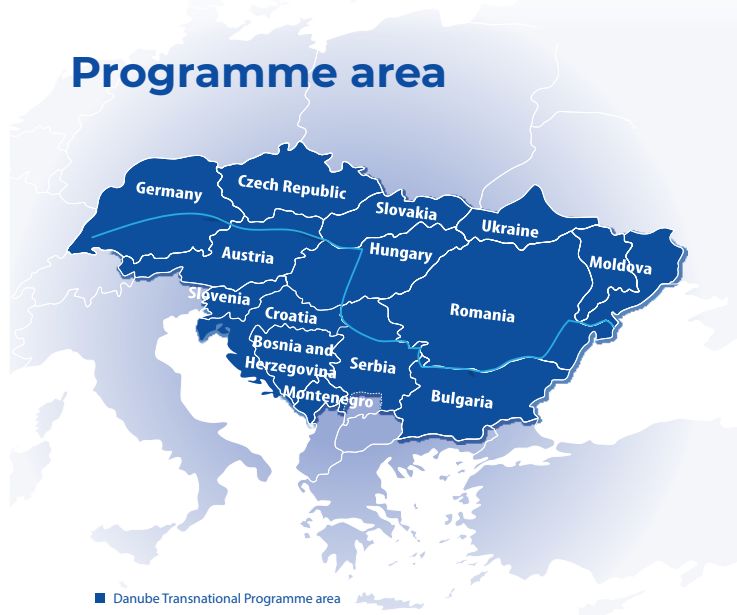 Programme area
Germany
Czech Republic
Slovakia
Ukraine
Austria
Hungary
Moldova
Slovenia
Croatia
Romania
Bosnia and
Herzegovina
Serbia
Montenegro
Bulgaria
Danube Transnational Programme area